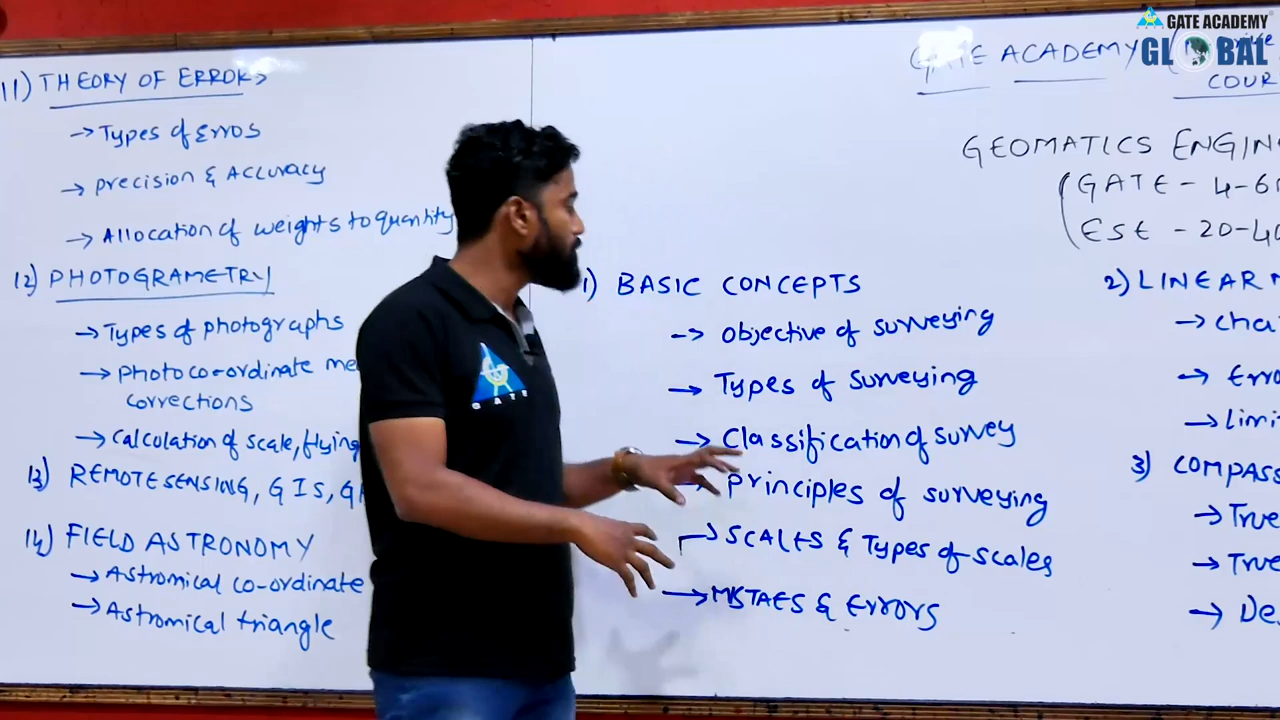 GATE ACADEMY
GLOBAL
11) THEORY OF ERRORS
→ Types of Erros
→ Precision & Accuracy
→ Allocation of weights to quantity
12) PHOTOGRAMETRY
→ Types of photographs
→ Photo co-ordinate me
corrections
→ Calculation of scale, flying
13) REMOTE SENSING, GIS, G
14) FIELD ASTRONOMY
→ Astromical co-ordinate
→ Astromical triangle
GATE
GATE ACADEMY
COUR
GEOMATICS ENGIN
(GATE - 4-6
ESE - 20-40
1) BASIC CONCEPTS
→ Objective of surveying
→ Types of surveying
→ Classification of survey
→ Principles of surveying
→ SCALES & Types of scales
→ MISTAES & Errors
2) LINEAR M
→ Cha
→ Erro
→ Limi
3) COMPASS
→ True
→ True
→ De